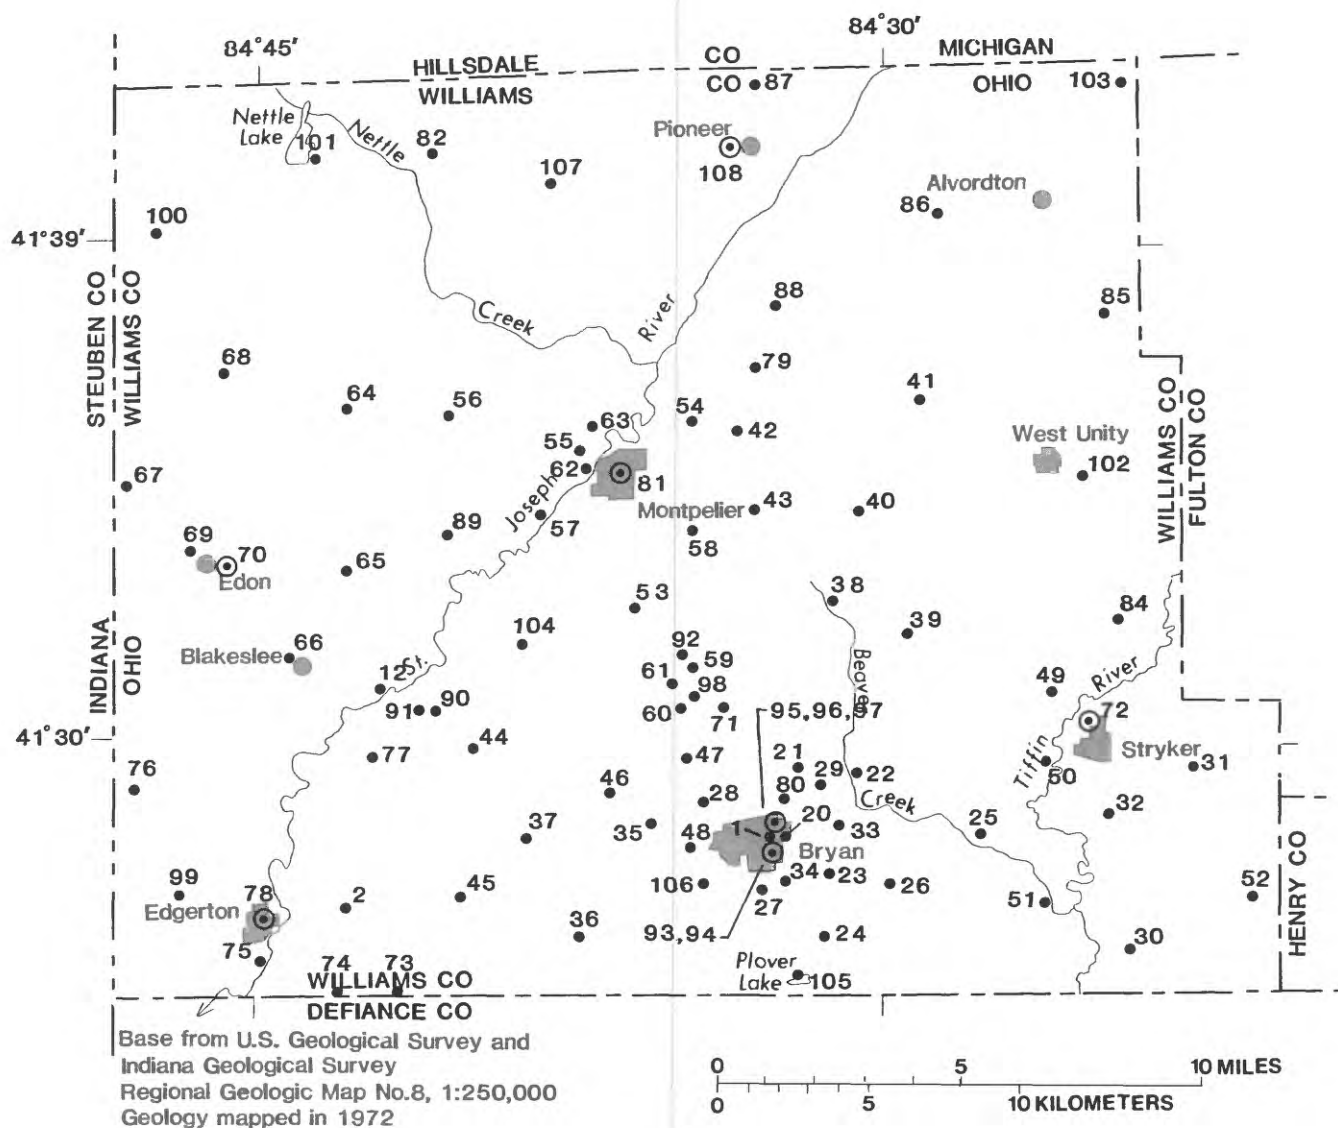 84°30′
84°45′
HILLSDALE CO MICHIGAN
WILLIAMS CO OHIO
87
103
Nettle
Lake
101
Nettle
82
107
Pioneer
108
Alvordton
86
100
41°39′
STEUBEN CO
WILLIAMS CO
Creek
River
88
85
68
64
56
63
54
79
42
41
55
62
81
Montpelier
West Unity
102
WILLIAMS CO
FULTON CO
67
Joseph
57
43
58
40
89
69
70
Edon
65
53
38
39
84
104
INDIANA
OHIO
Blakeslee
66
12
St.
92
59
61
98
60
71
Beaver
49
River
72
Stryker
91
90
95,96,97
41°30′
77
44
47
21
29
22
Tiffin
50
31
76
46
28
80
Creek
25
32
37
35
48
1
20
33
Bryan
99
78
Edgerton
2
45
106
34
23
27
26
51
52
HENRY CO
75
36
93,94
24
30
74
73
Plover
Lake
105
WILLIAMS CO
DEFIANCE CO
Base from U.S. Geological Survey and
Indiana Geological Survey
Regional Geologic Map No.8, 1:250,000
Geology mapped in 1972
0 5 10 MILES
0 5 10 KILOMETERS